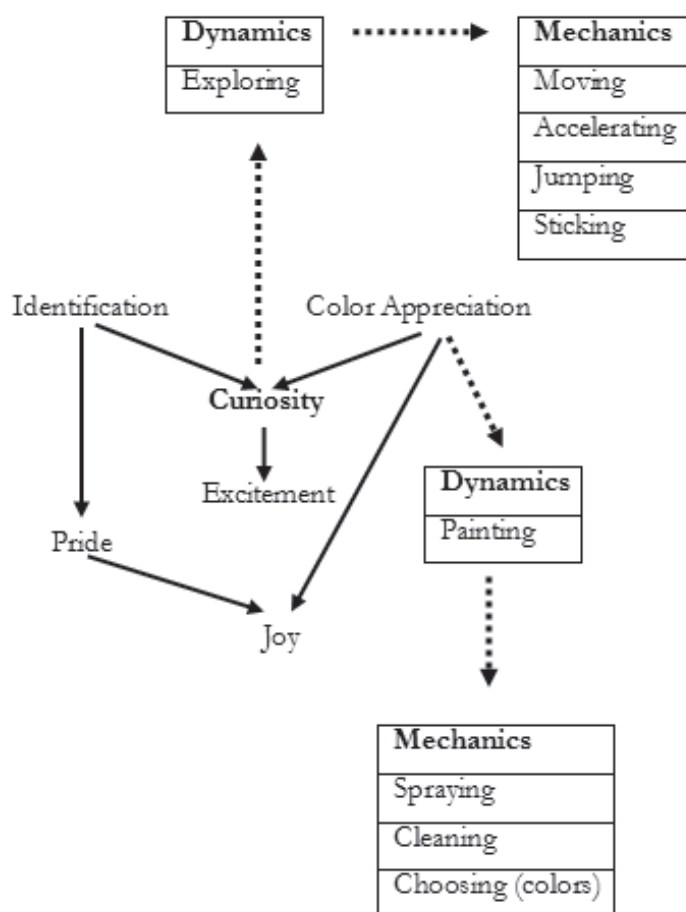 Dynamics
Exploring
Mechanics
Moving
Accelerating
Jumping
Sticking
Identification
Color Appreciation
Curiosity
Excitement
Pride
Joy
Dynamics
Painting
Mechanics
Spraying
Cleaning
Choosing (colors)